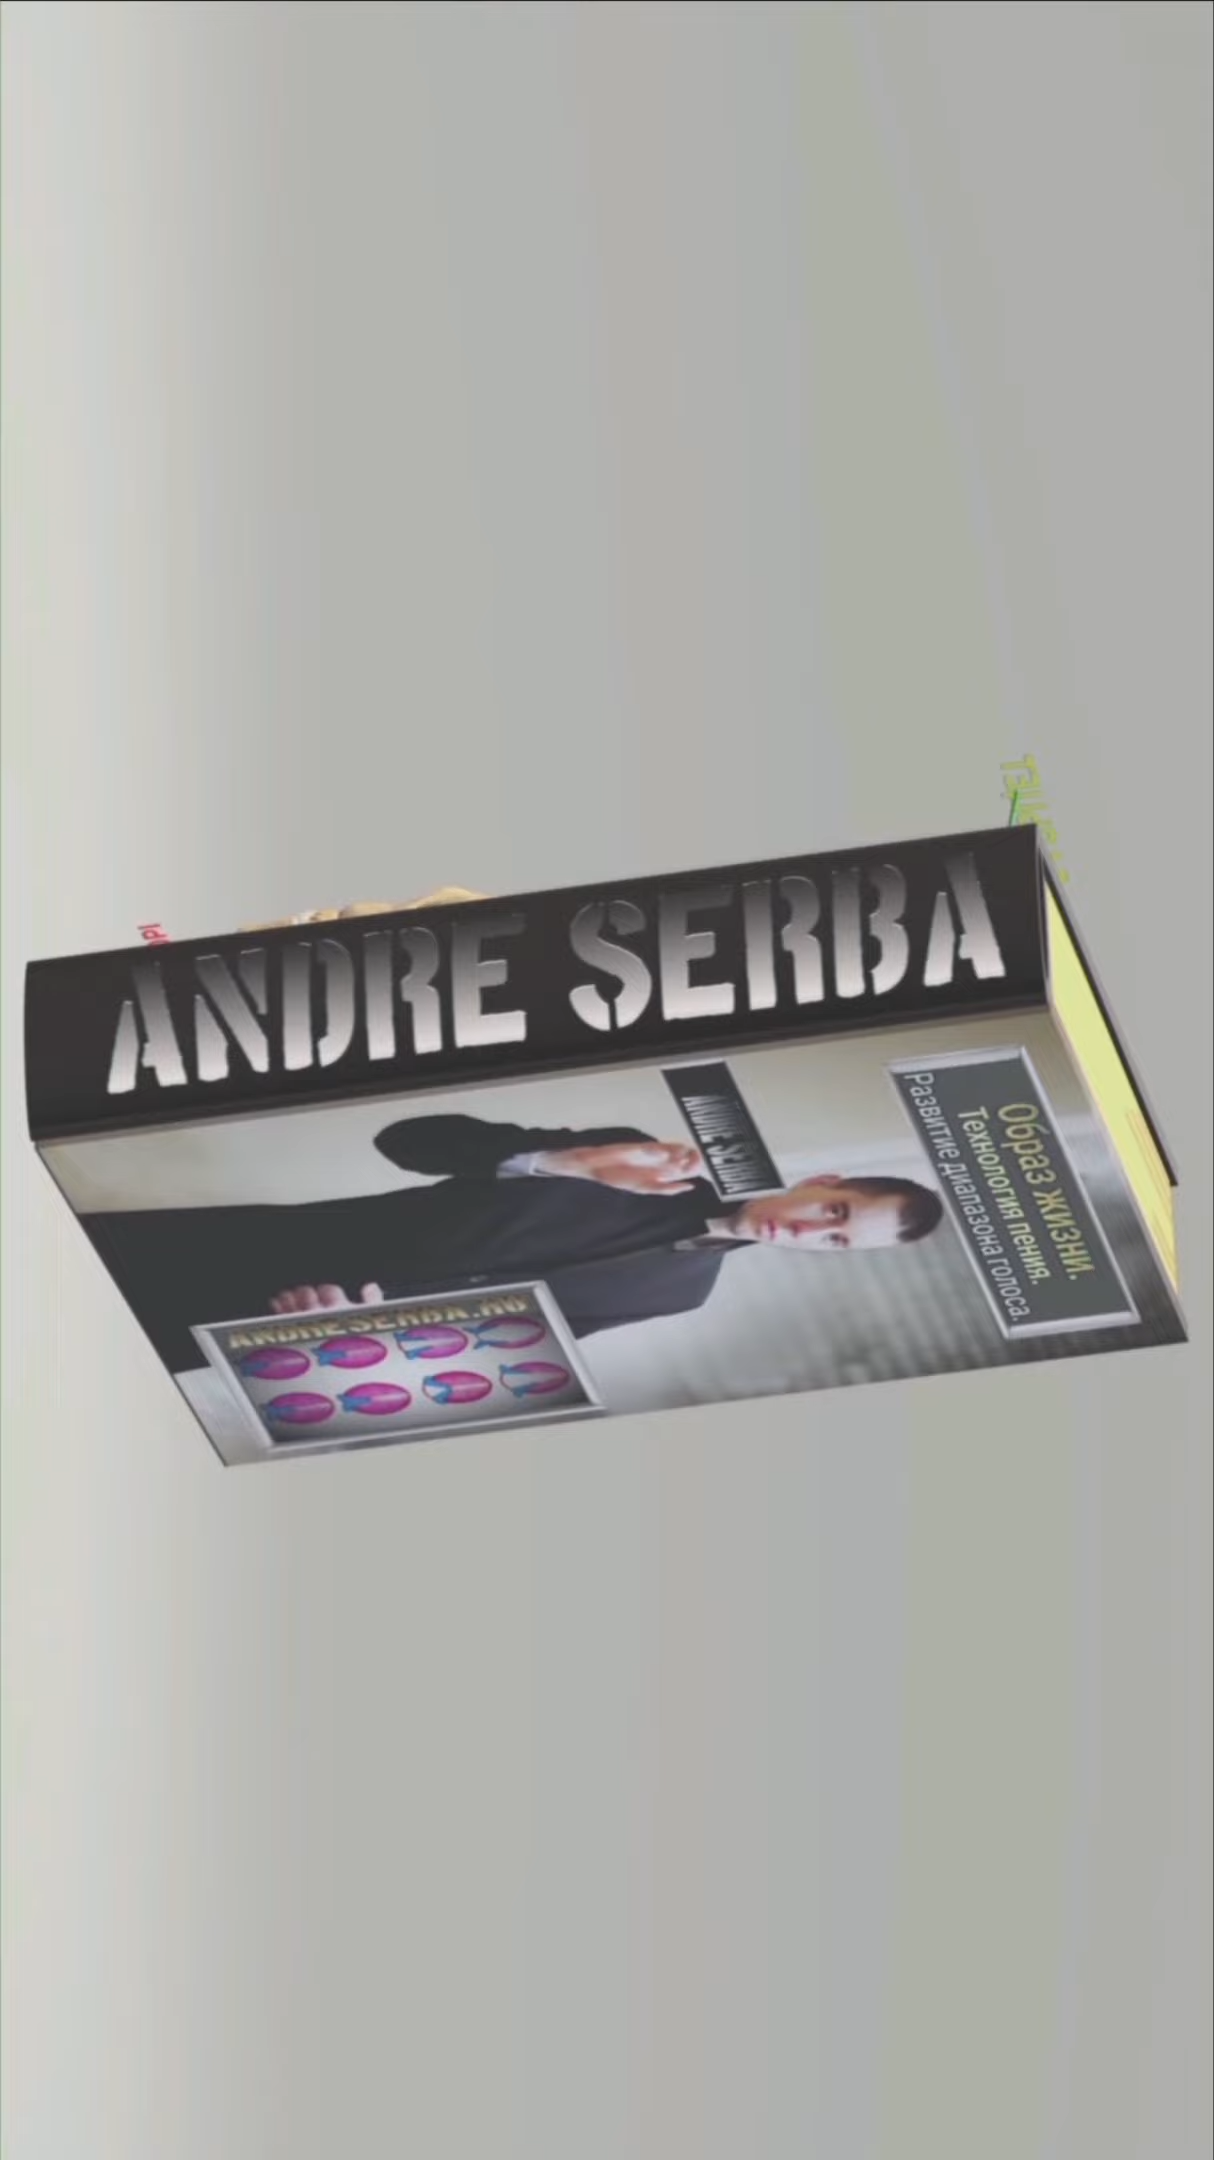 ANDRE SERBA
Образ жизни.
Технология пения.
Развитие диапазона голоса.
ANDRE SERBA
ANDRESERBA.RU